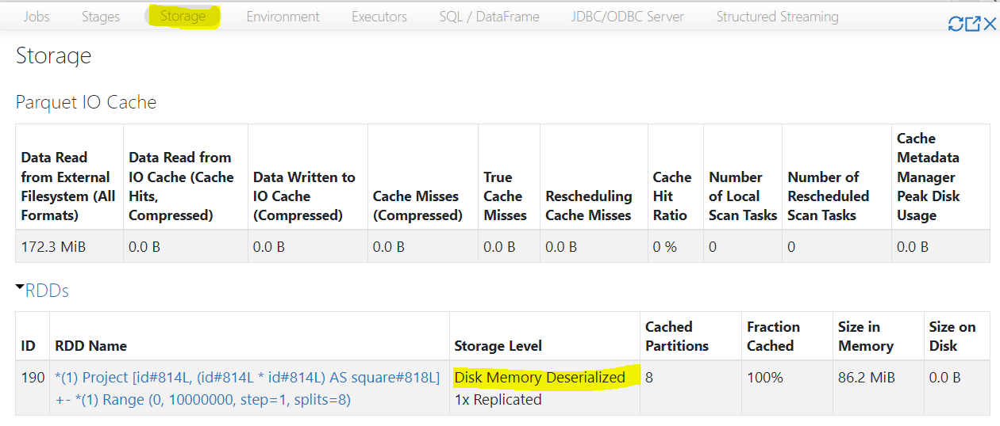 Jobs Stages Storage Environment Executors SQL / DataFrame JDBC/ODBC Server Structured Streaming
Storage
Parquet IO Cache
Data Read from External Filesystem (All Formats)
Data Read from IO Cache (Cache Hits, Compressed)
Data Written to IO Cache (Compressed)
Cache Misses (Compressed)
True Cache Misses
Rescheduling Cache Misses
Cache Hit Ratio
Number of Local Scan Tasks
Number of Rescheduled Scan Tasks
Cache Metadata Manager Peak Disk Usage
172.3 MiB 0.0 B 0.0 B 0.0 B 0.0 B 0.0 B 0 % 0 0 0.0 B
RDDs
ID RDD Name Storage Level Cached Partitions Fraction Cached Size in Memory Size on Disk
190 *(1) Project [id#814L, (id#814L * id#814L) AS square#818L] Disk Memory Deserialized 8 100% 86.2 MiB 0.0 B
+- *(1) Range (0, 10000000, step=1, splits=8) 1x Replicated